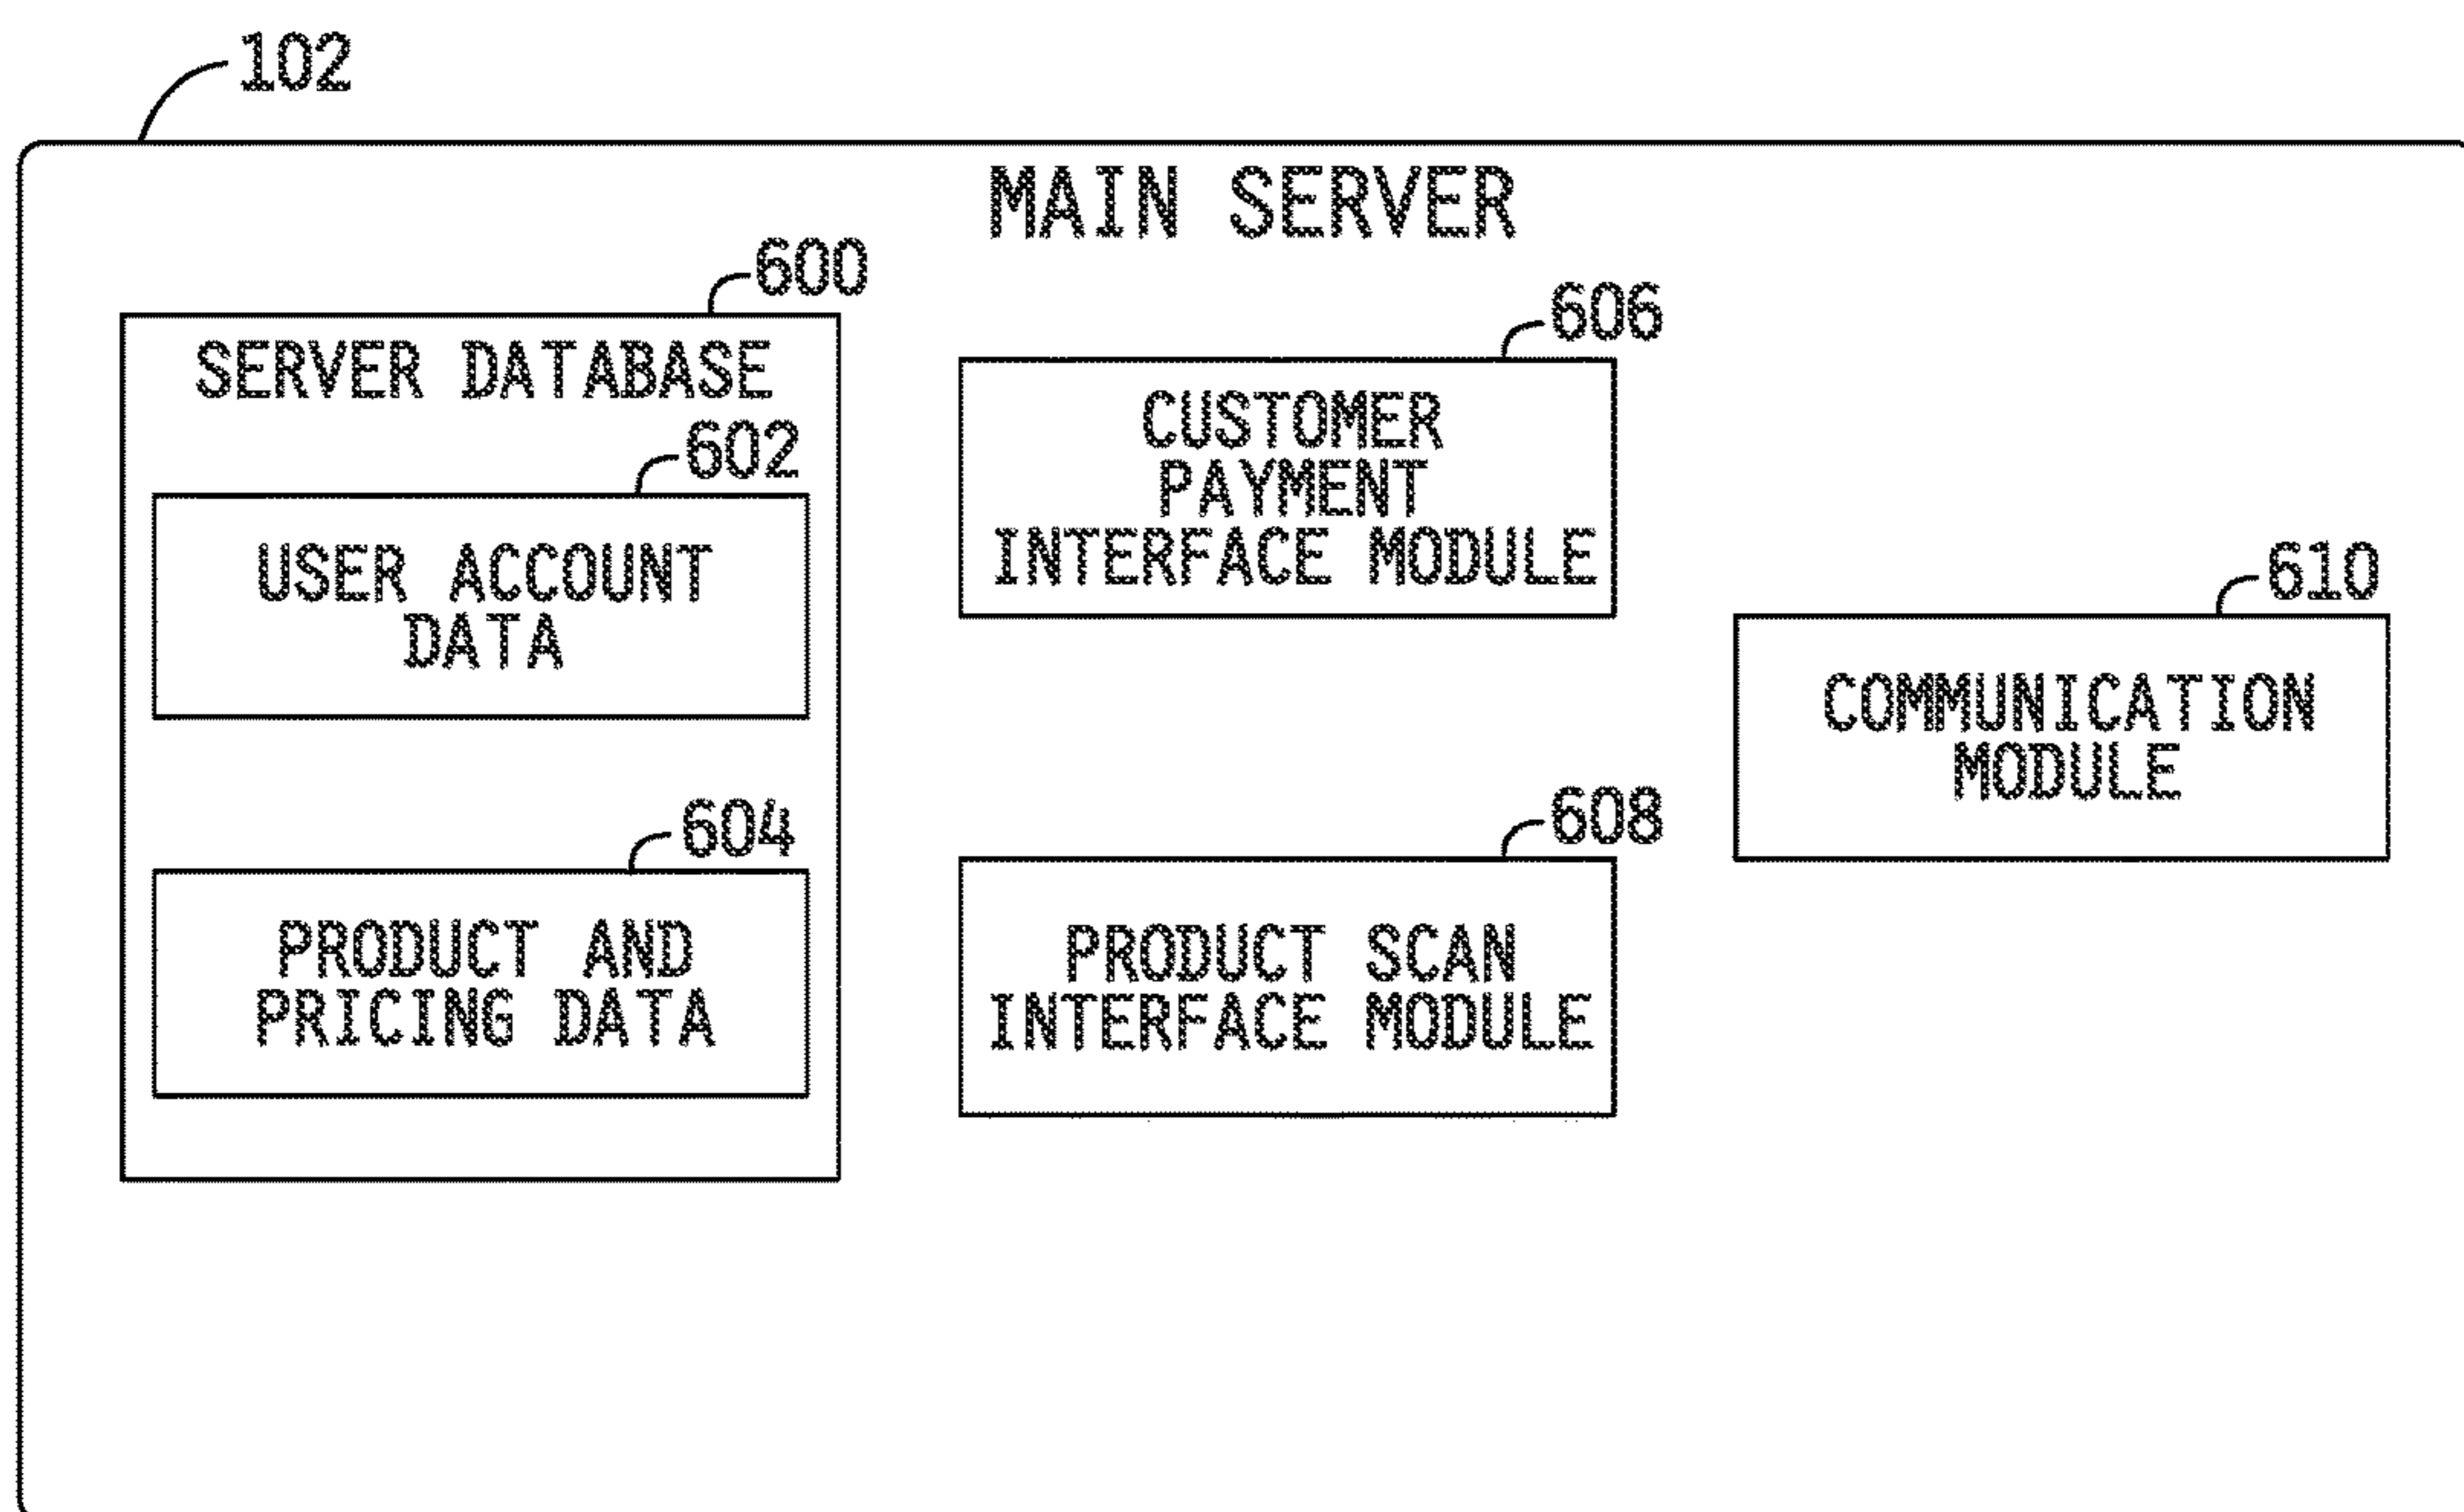 102
MAIN SERVER
600
SERVER DATABASE
602
USER ACCOUNT
DATA
604
PRODUCT AND
PRICING DATA
606
CUSTOMER
PAYMENT
INTERFACE MODULE
608
PRODUCT SCAN
INTERFACE MODULE
610
COMMUNICATION
MODULE